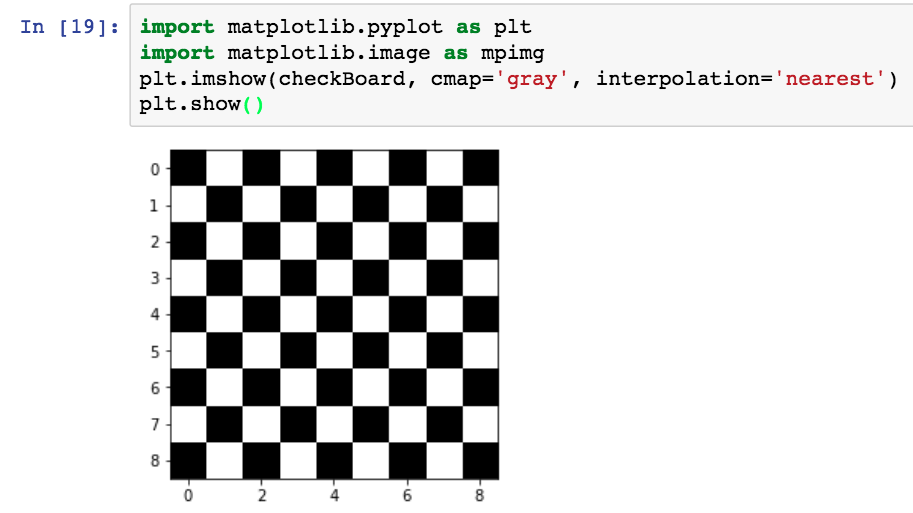 In [19]: import matplotlib.pyplot as plt
import matplotlib.image as mpimg
plt.imshow(checkBoard, cmap='gray', interpolation='nearest')
plt.show()
0
1
2
3
4
5
6
7
8
0 2 4 6 8